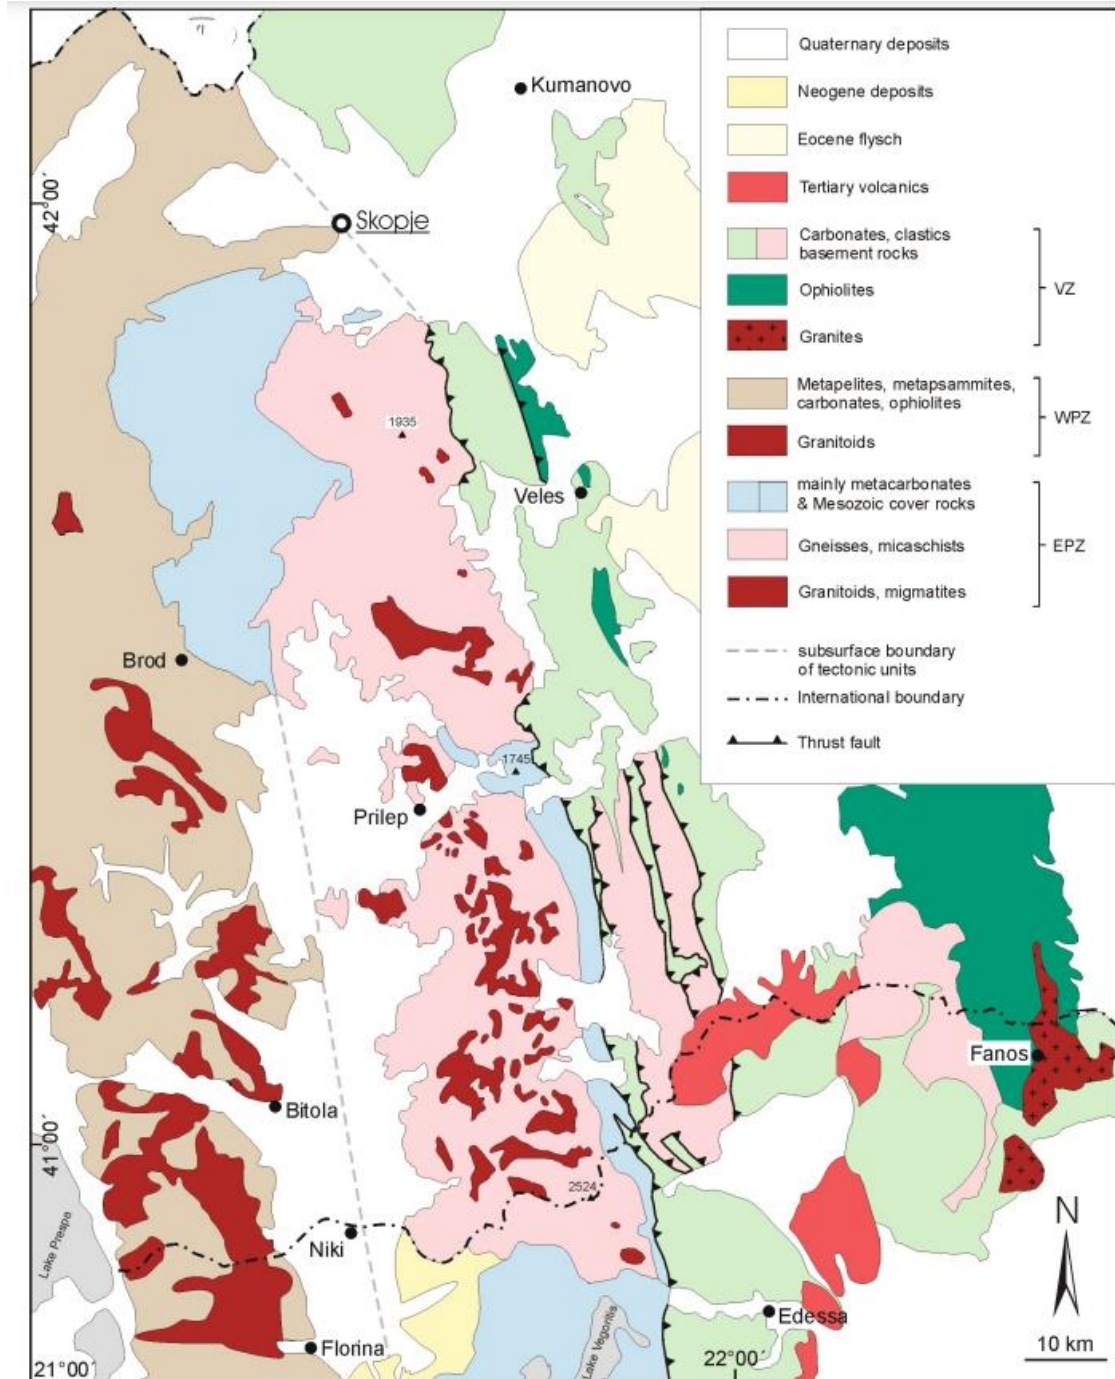 Kumanovo
42°00´
Skopje
1935
Veles
Brod
1745
Prilep
Fanos
Bitola
41°00´
2524
Lake Prespa
Niki
Florina
Lake Vegoritis
Edessa
21°00´
22°00´
N
10 km
Quaternary deposits
Neogene deposits
Eocene flysch
Tertiary volcanics
Carbonates, clastics
basement rocks
Ophiolites
Granites
VZ
Metapelites, metapsammites,
carbonates, ophiolites
Granitoids
WPZ
mainly metacarbonates
& Mesozoic cover rocks
Gneisses, micaschists
Granitoids, migmatites
EPZ
subsurface boundary
of tectonic units
International boundary
Thrust fault